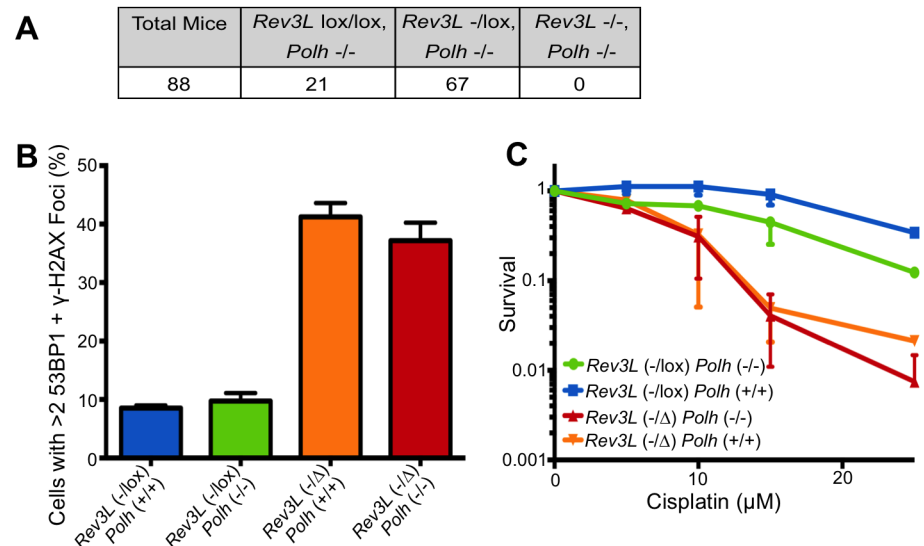 A
Total Mice
Rev3L lox/lox,
Polh -/-
Rev3L -/lox,
Polh -/-
Rev3L -/-,
Polh -/-
88
21
67
0
B
Cells with >2 53BP1 + γ-H2AX Foci (%)
50
40
30
20
10
0
Rev3L (-/lox)
Polh (+/+)
Rev3L (-/lox)
Polh (-/-)
Rev3L (-/Δ)
Polh (+/+)
Rev3L (-/Δ)
Polh (-/-)
C
Survival
1
0.1
0.01
0.001
Rev3L (-/lox) Polh (-/-)
Rev3L (-/lox) Polh (+/+)
Rev3L (-/Δ) Polh (-/-)
Rev3L (-/Δ) Polh (+/+)
0
10
20
Cisplatin (μM)